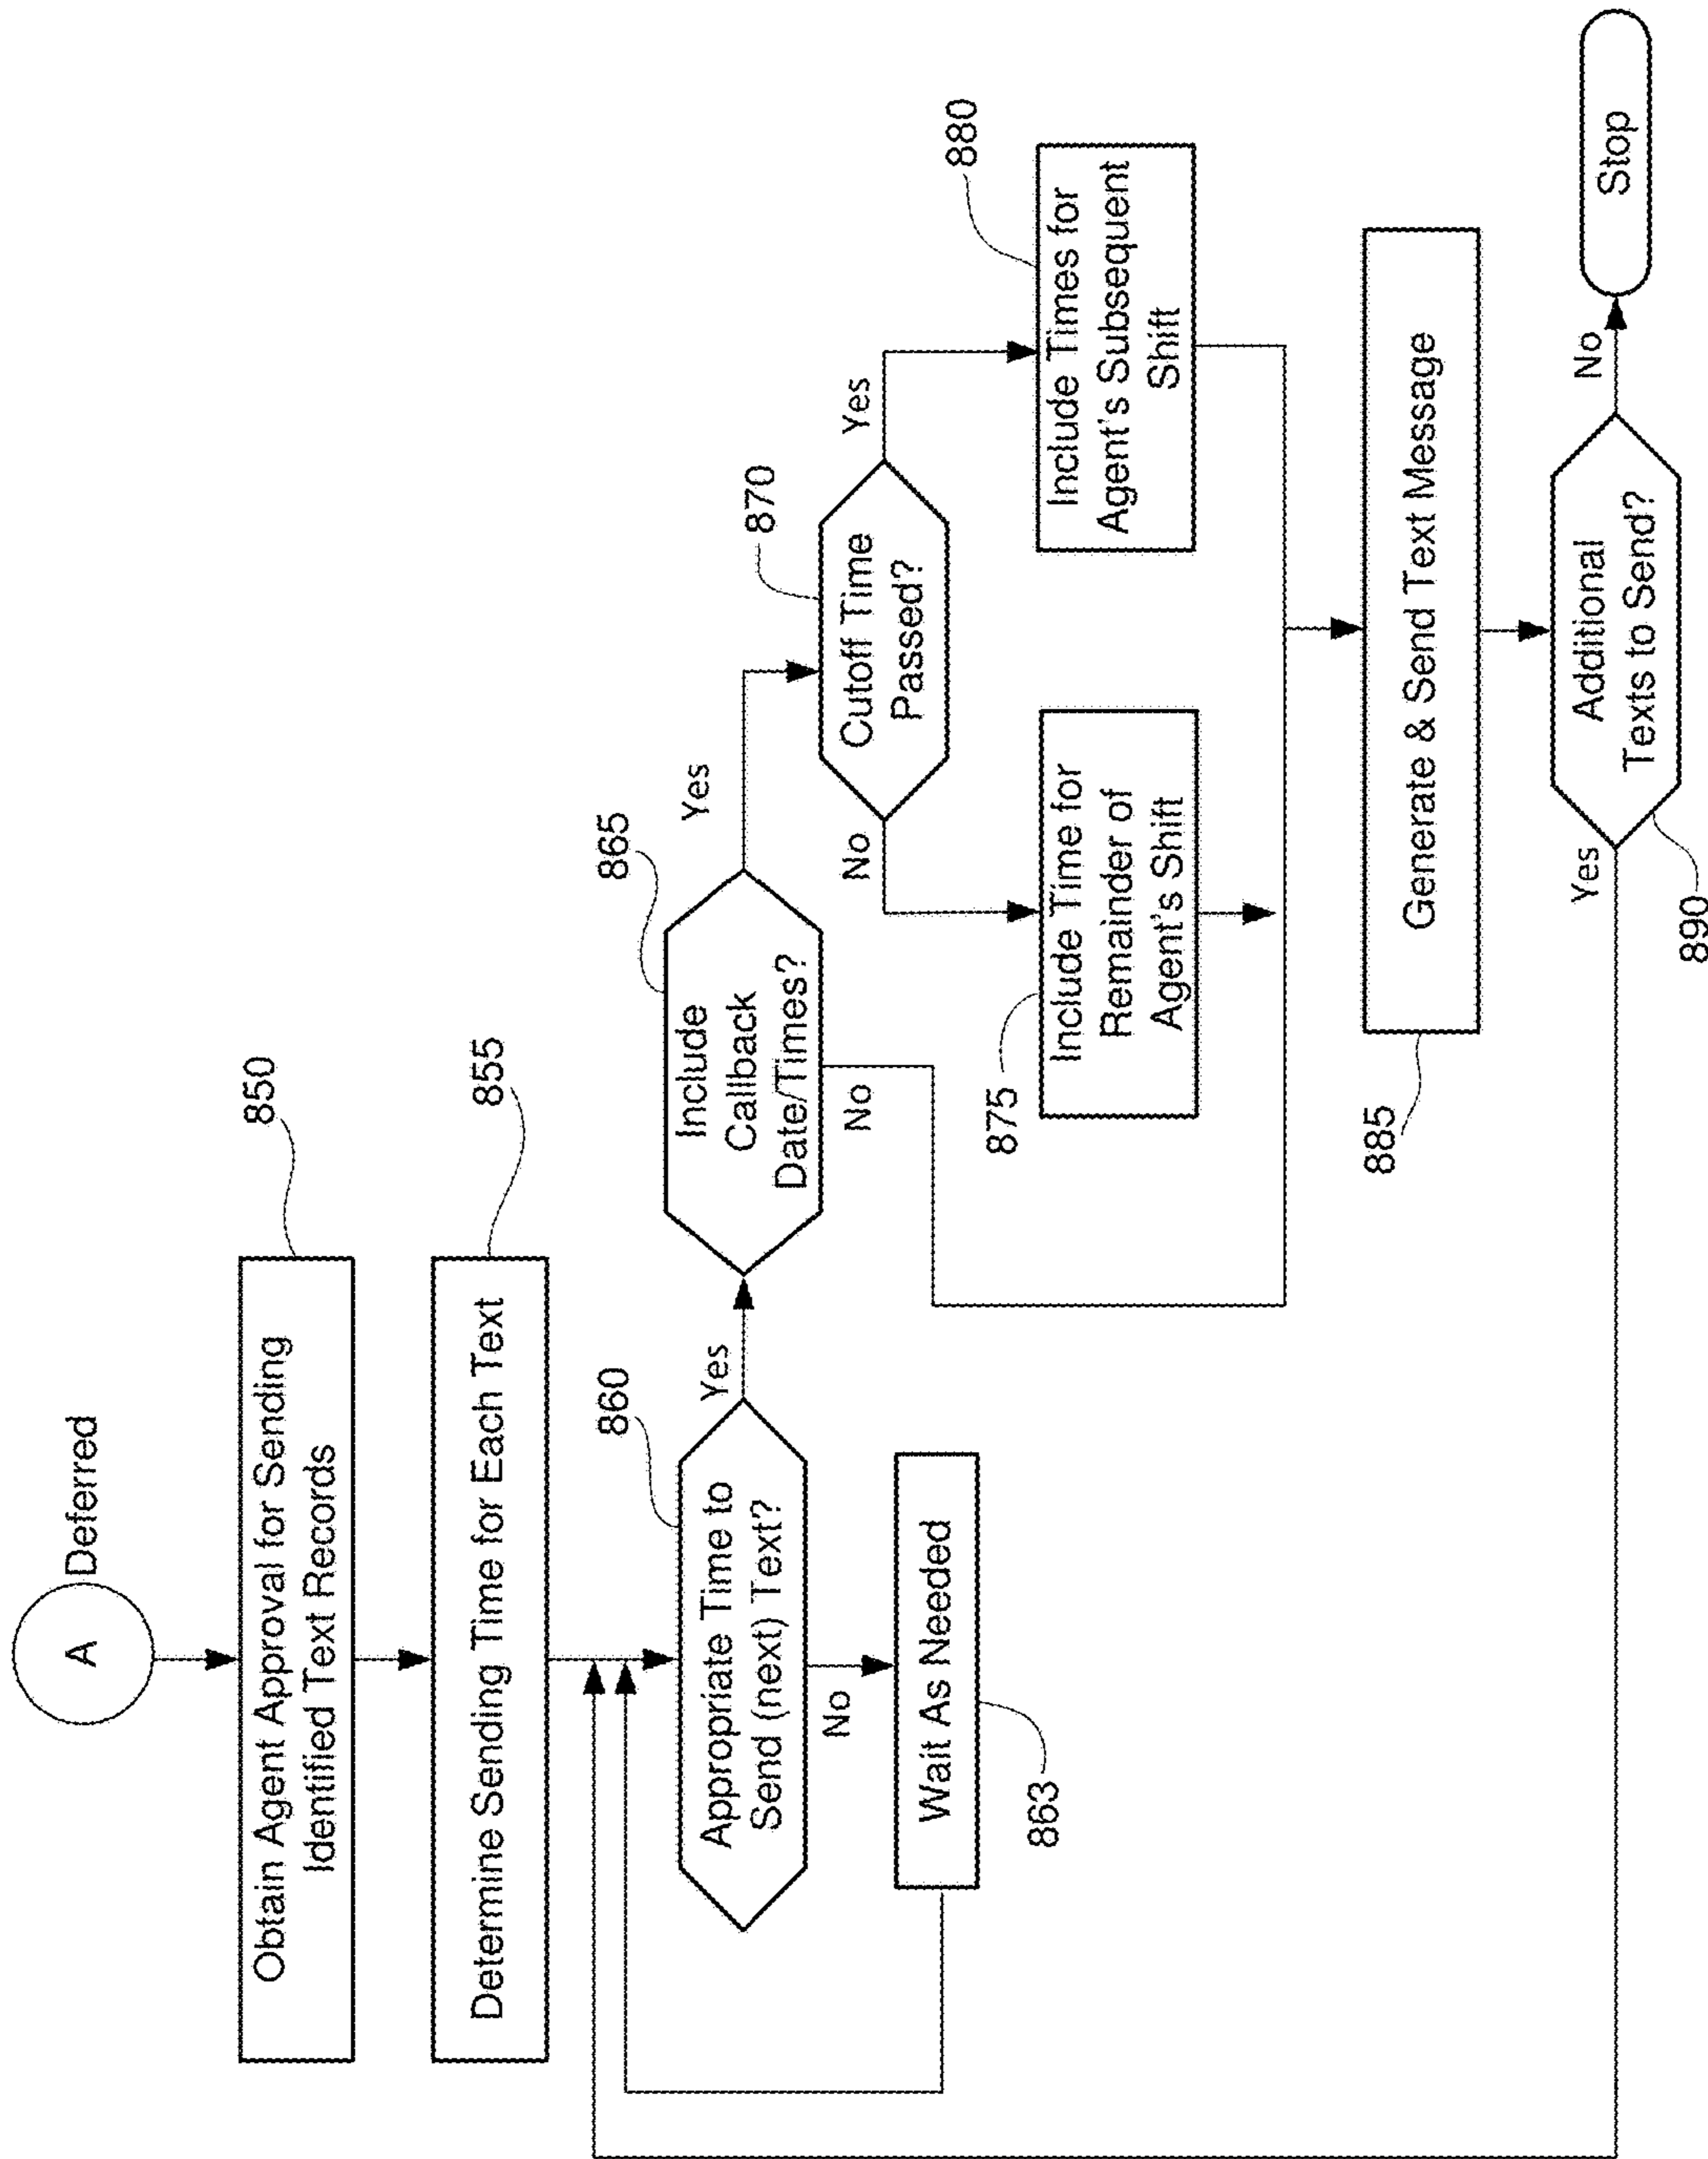 A
Deferred
850
Obtain Agent Approval for Sending
Identified Text Records
855
Determine Sending Time for Each Text
860
Appropriate Time to
Send (next) Text?
Yes
No
Wait As Needed
863
865
Include
Callback
Date/Times?
Yes
No
870
Cutoff Time
Passed?
No
Yes
875
Include Time for
Remainder of
Agent's Shift
880
Include Times for
Agent's Subsequent
Shift
Generate & Send Text Message
885
Additional
Texts to Send?
890
Yes
No
Stop